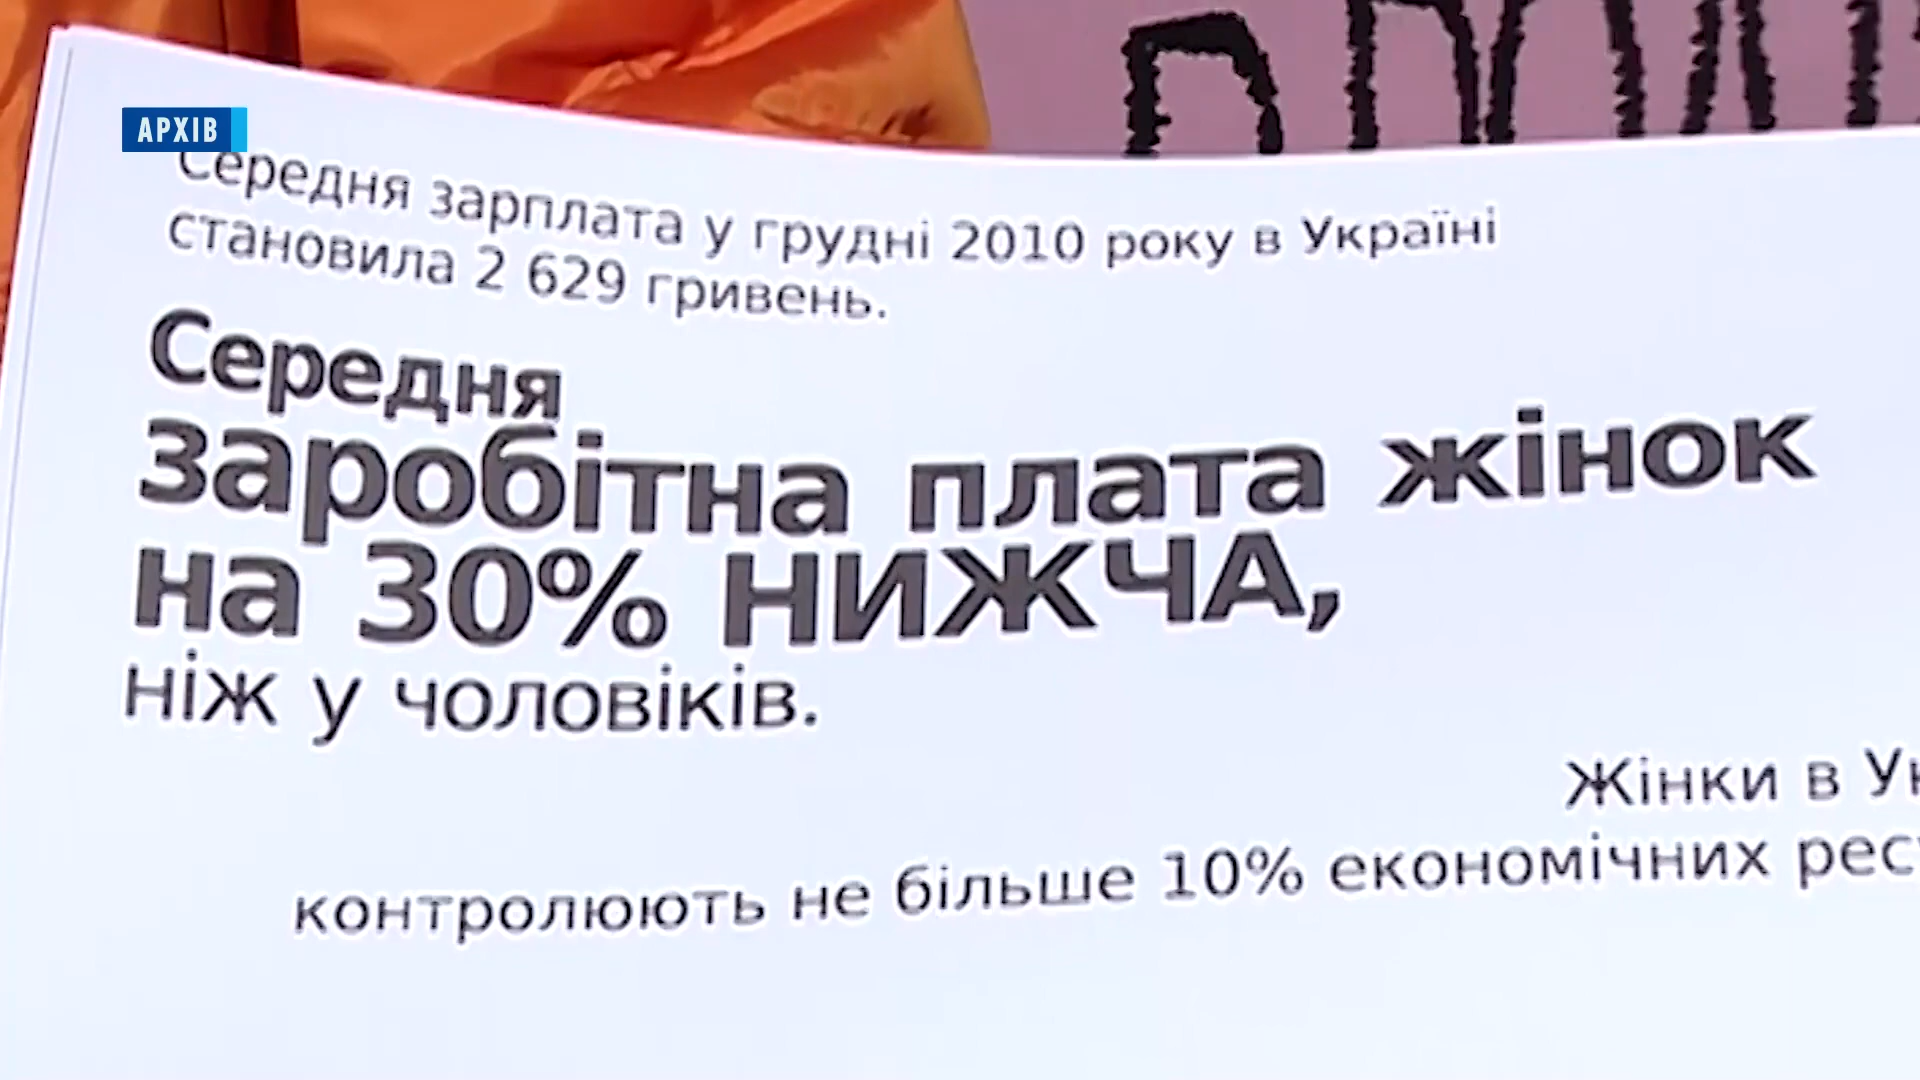 АРХІВ
Середня зарплата у грудні 2010 року в Україні
становила 2 629 гривень.
Середня
заробітна плата жінок
на 30% НИЖЧА,
ніж у чоловіків.
Жінки в
контролюють не більше 10% економічних